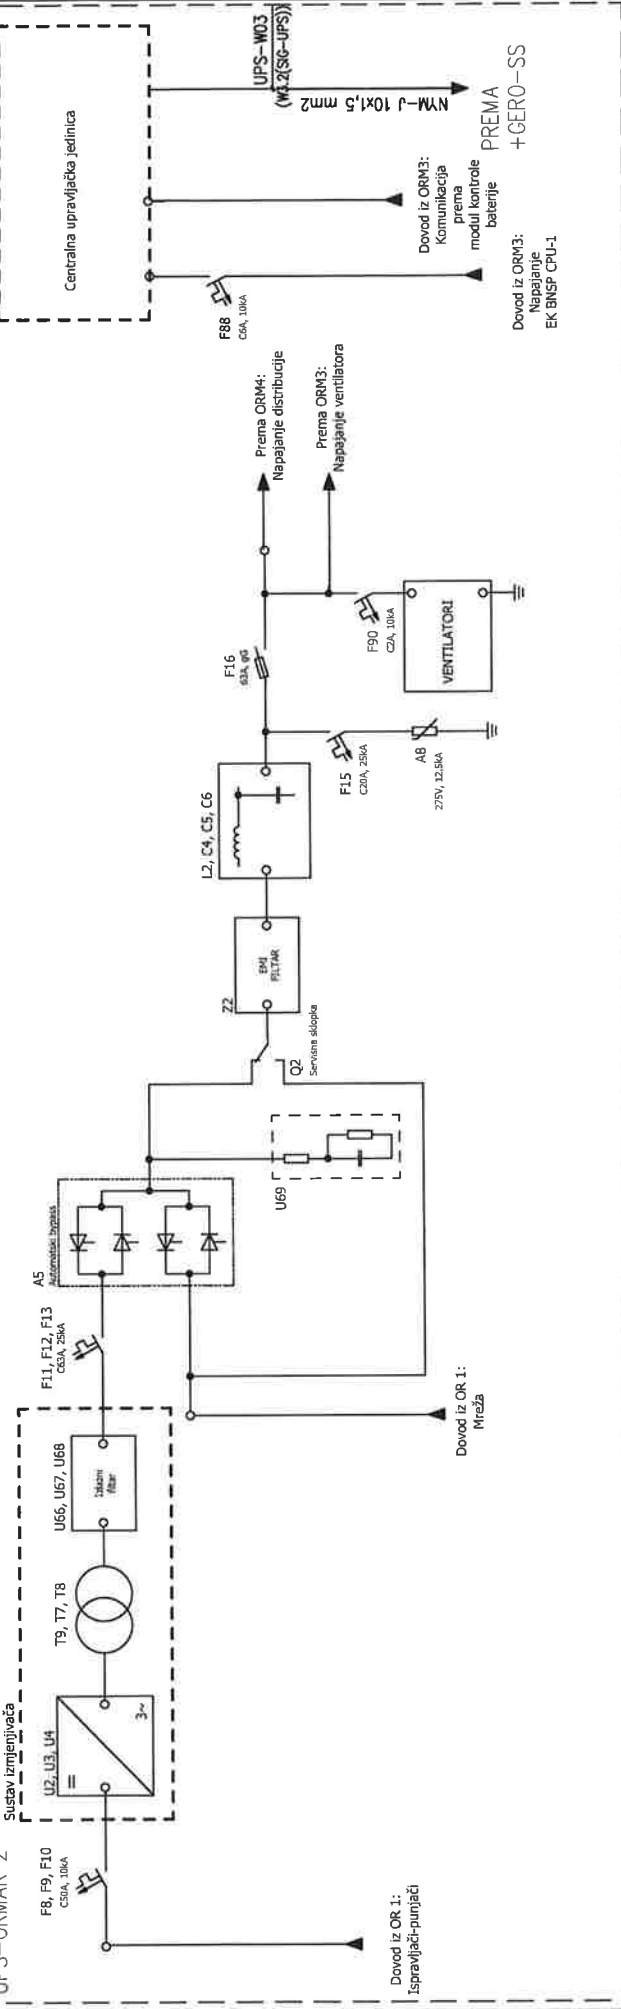 UPS-ORMAR 2
Sustav izmjenjivača
F8, F9, F10
C50A, 10kA
Dovod iz OR 1:
Ispravljači-punjači
U2, U3, U4
=
3~
T9, T7, T8
U66, U67, U68
Izlazni
filtar
F11, F12, F13
C63A, 25kA
A5
Automatski bypass
Dovod iz OR 1:
Mreža
U69
Q2
Servisna sklopka
Z2
EMI
FILTAR
L2, C4, C5, C6
F15
C20A, 25kA
A8
275V, 12,5kA
F16
63A, gG
F90
C2A, 10kA
VENTILATORI
Prema ORM4:
Napajanje distribucije
Prema ORM3:
Napajanje ventilatora
Centralna upravljačka jedinica
F88
C6A, 10kA
Dovod iz ORM3:
Napajanje
EK BNSP CPU-1
Dovod iz ORM3:
Komunikacija
prema
modul kontrole
baterije
UPS-W03
(W3.2(SIG-UPS))
NYM-J 10x1,5 mm2
PREMA
+GERO-SS